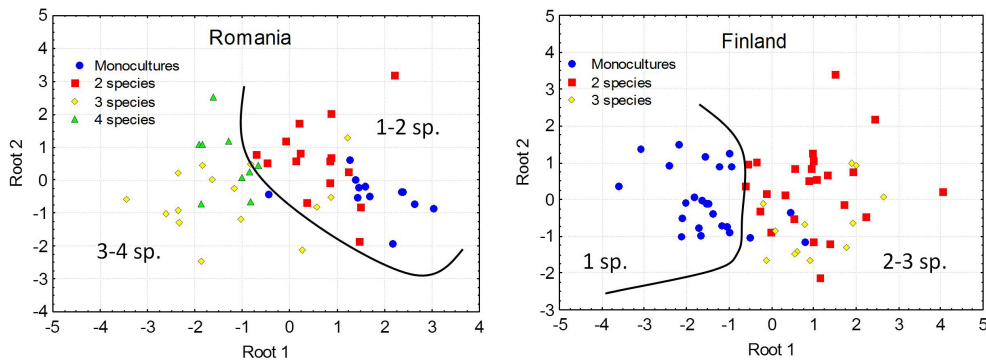 Romania
Monocultures
2 species
3 species
4 species
1-2 sp.
3-4 sp.
Root 2
5
4
3
2
1
0
-1
-2
-3
-4
-5 -4 -3 -2 -1 0 1 2 3 4
Root 1
Finland
Monocultures
2 species
3 species
1 sp.
2-3 sp.
Root 2
5
4
3
2
1
0
-1
-2
-3
-5 -4 -3 -2 -1 0 1 2 3 4 5
Root 1